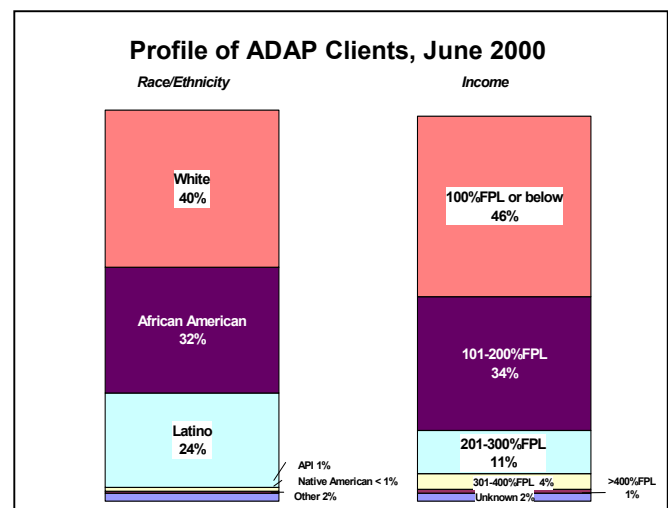 Profile of ADAP Clients, June 2000
Race/Ethnicity
White
40%
African American
32%
Latino
24%
API 1%
Native American < 1%
Other 2%
Income
100%FPL or below
46%
101-200%FPL
34%
201-300%FPL
11%
301-400%FPL 4%
>400%FPL
1%
Unknown 2%